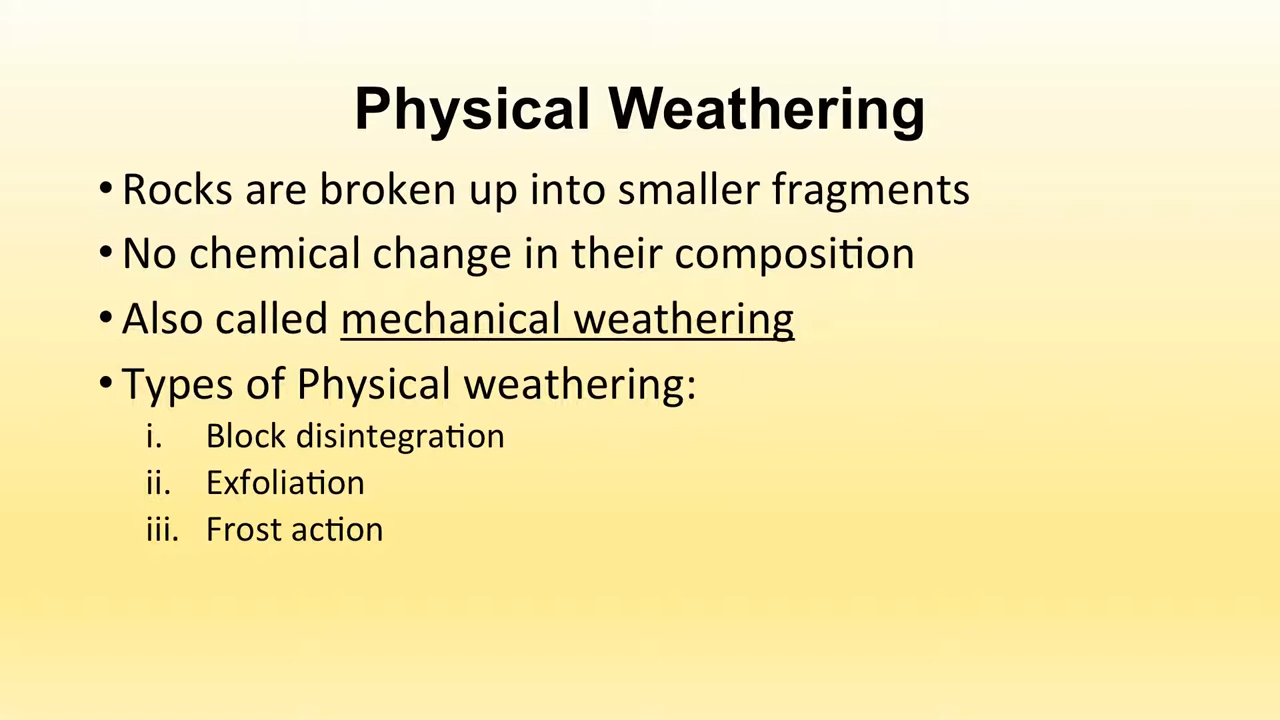 Physical Weathering
• Rocks are broken up into smaller fragments
• No chemical change in their composition
• Also called mechanical weathering
• Types of Physical weathering:
i. Block disintegration
ii. Exfoliation
iii. Frost action